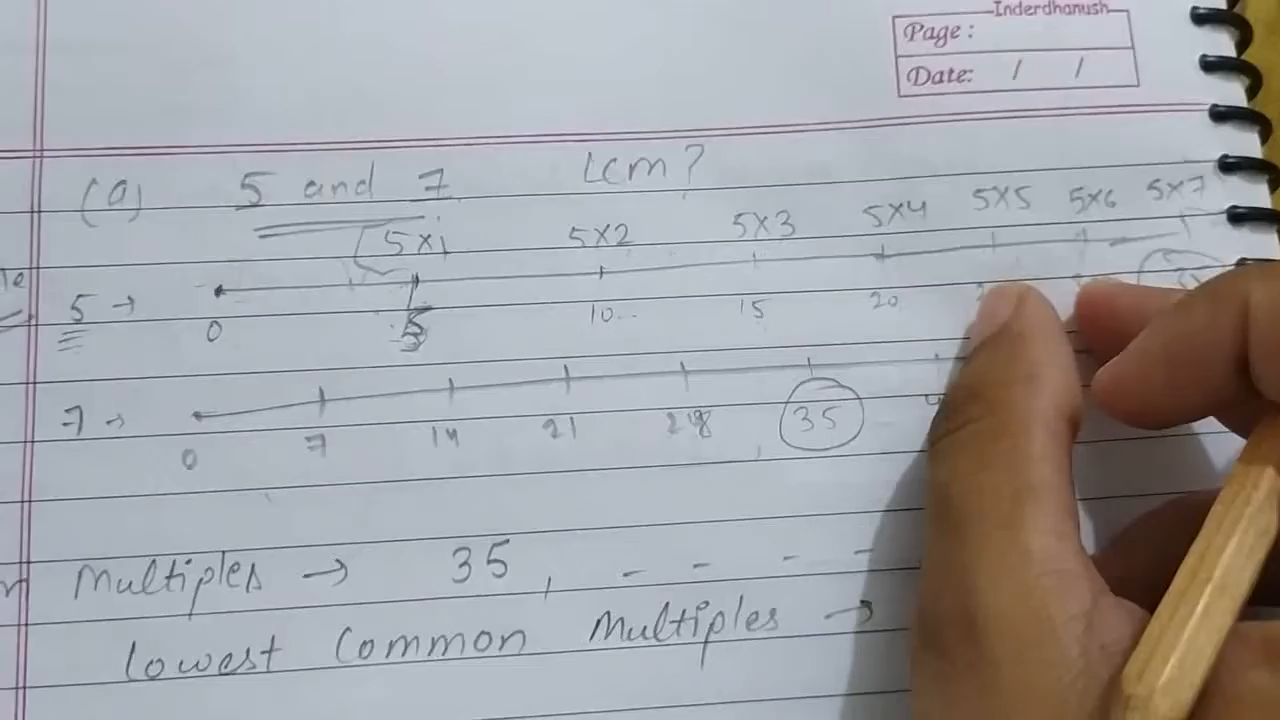 Inderdhanush
Page :
Date: / /
(a) 5 and 7 LCM?
5×1 5×2 5×3 5×4 5×5 5×6 5×7
5 →
0 5 10.. 15 20
7 →
0 7 14 21 28 35
Multiples → 35, - - - -
Lowest Common Multiples →